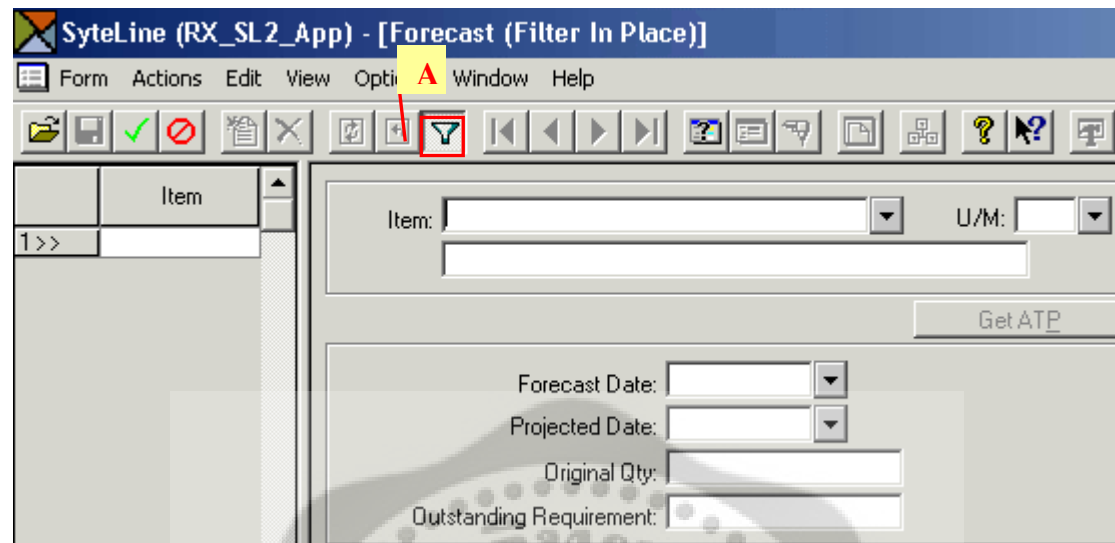 SyteLine (RX_SL2_App) - [Forecast (Filter In Place)]
Form Actions Edit View Opti A Window Help
Item
1>>
Item:
U/M:
Get ATP
Forecast Date:
Projected Date:
Original Qty:
Outstanding Requirement: